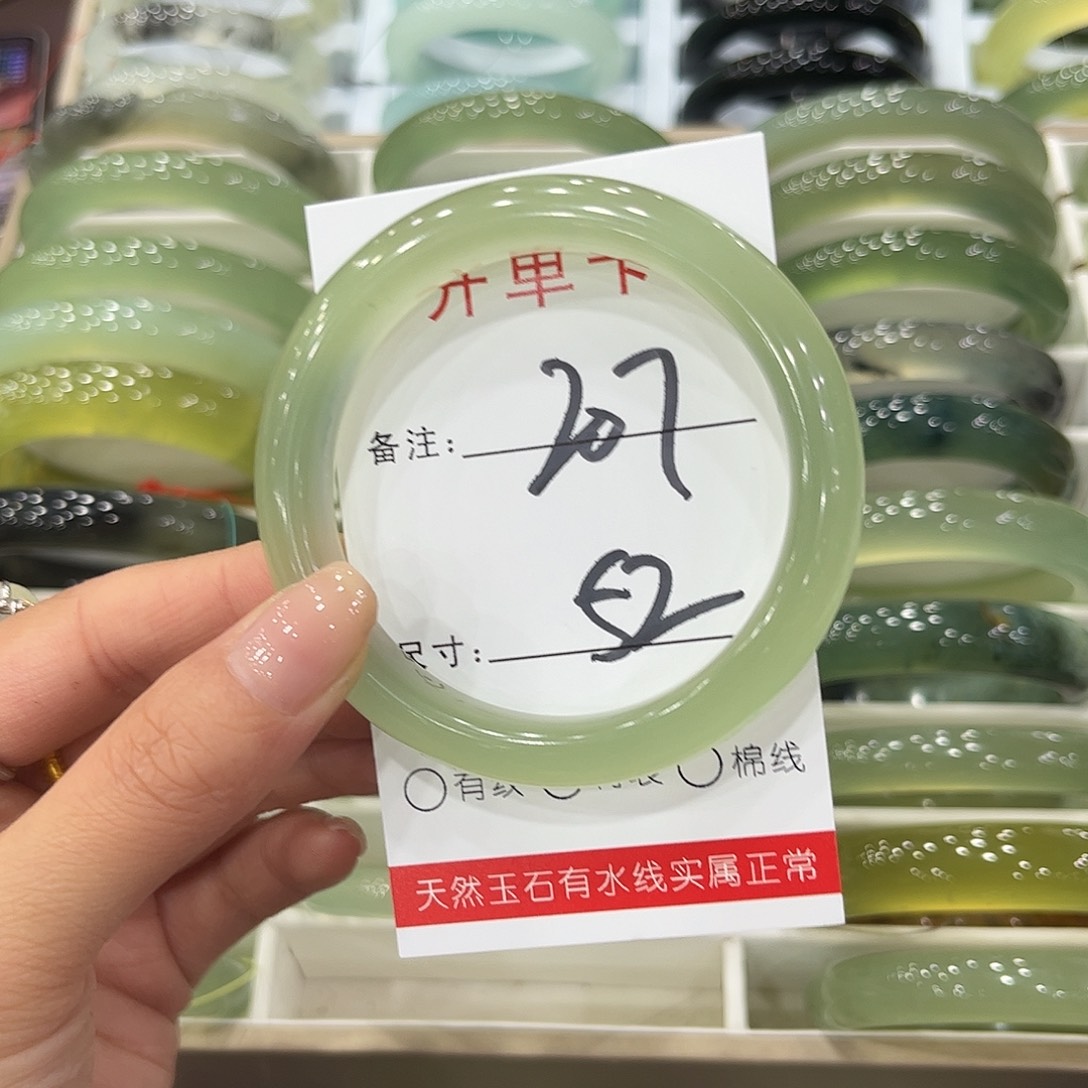 开单卡
备注: 207
尺寸: 52
有纹 棉线
天然玉石有水线实属正常